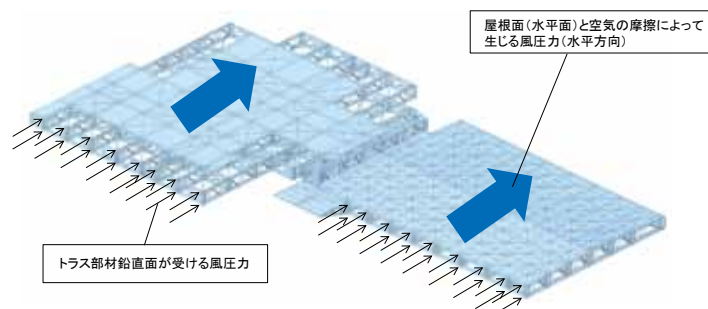 屋根面(水平面)と空気の摩擦によって
生じる風圧力(水平方向)
トラス部材鉛直面が受ける風圧力